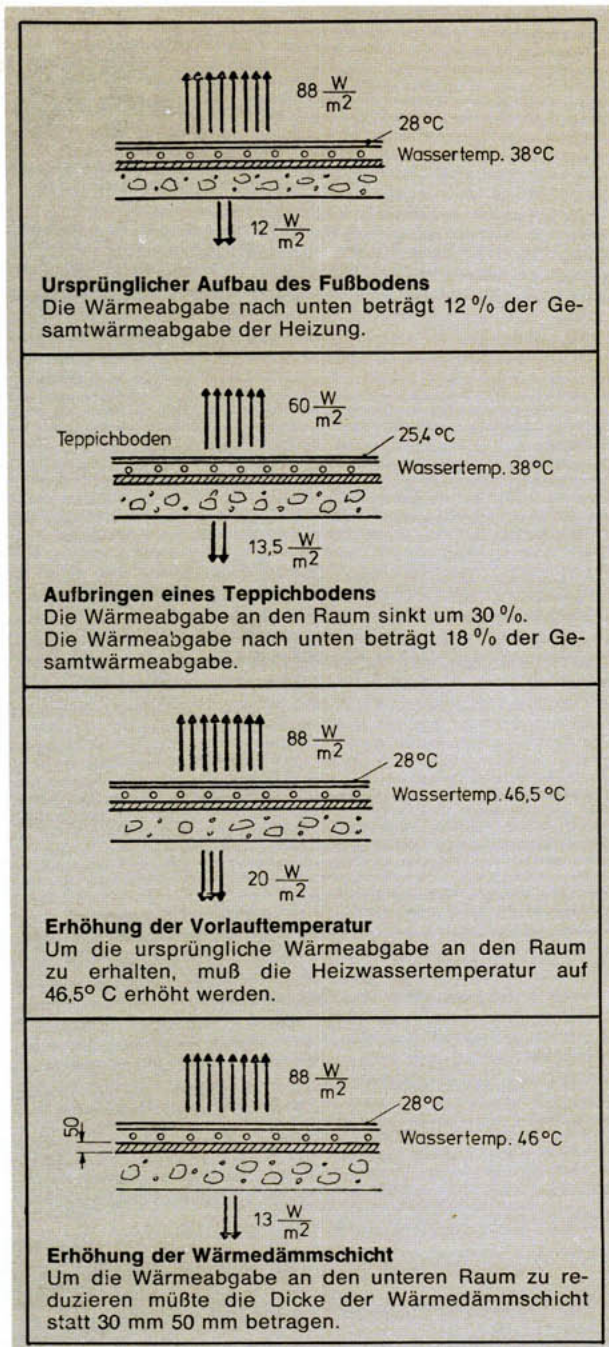 88 W/m2
28°C
Wassertemp. 38°C
12 W/m2
Ursprünglicher Aufbau des Fußbodens
Die Wärmeabgabe nach unten beträgt 12% der Ge-
samtwärmeabgabe der Heizung.
60 W/m2
Teppichboden
25,4°C
Wassertemp. 38°C
13,5 W/m2
Aufbringen eines Teppichbodens
Die Wärmeabgabe an den Raum sinkt um 30%.
Die Wärmeabgabe nach unten beträgt 18% der Ge-
samtwärmeabgabe.
88 W/m2
28°C
Wassertemp. 46,5°C
20 W/m2
Erhöhung der Vorlauftemperatur
Um die ursprüngliche Wärmeabgabe an den Raum
zu erhalten, muß die Heizwassertemperatur auf
46,5° C erhöht werden.
88 W/m2
28°C
50
Wassertemp. 46°C
13 W/m2
Erhöhung der Wärmedämmschicht
Um die Wärmeabgabe an den unteren Raum zu re-
duzieren müßte die Dicke der Wärmedämmschicht
statt 30 mm 50 mm betragen.